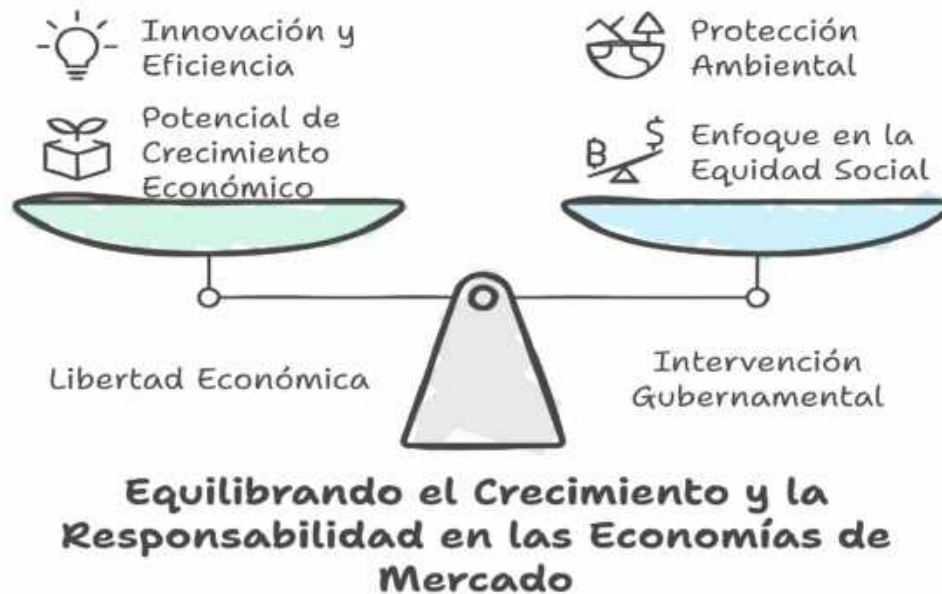 Innovación y
Eficiencia
Potencial de
Crecimiento
Económico
Protección
Ambiental
$
B
Enfoque en la
Equidad Social
Libertad Económica
Intervención
Gubernamental
Equilibrando el Crecimiento y la
Responsabilidad en las Economías de
Mercado